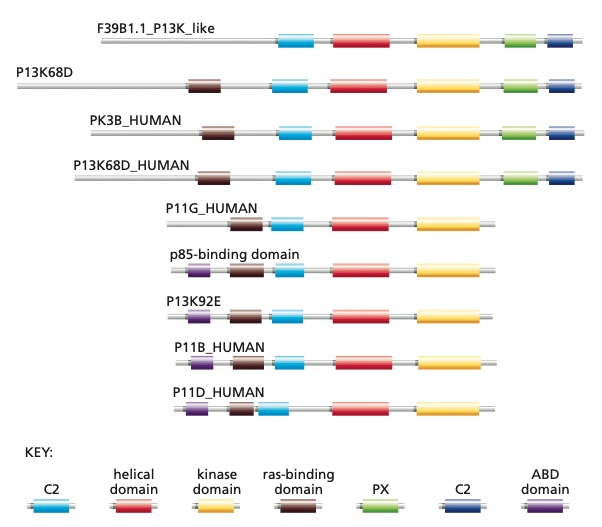 F39B1.1_P13K_like
P13K68D
PK3B_HUMAN
P13K68D_HUMAN
P11G_HUMAN
p85-binding domain
P13K92E
P11B_HUMAN
P11D_HUMAN
KEY:
C2
helical
domain
kinase
domain
ras-binding
domain
PX
C2
ABD
domain